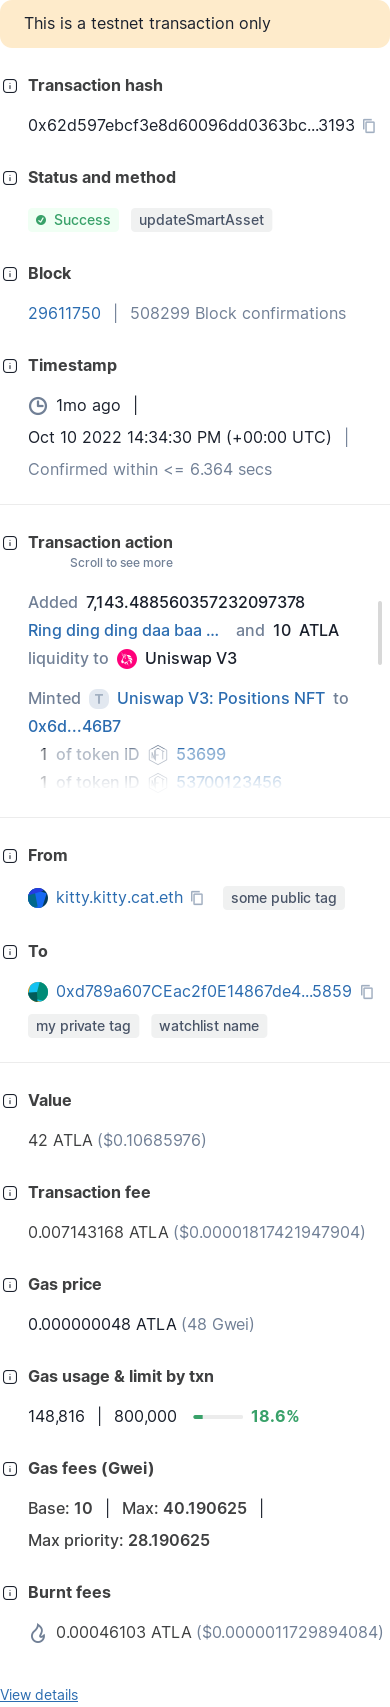 This is a testnet transaction only
Transaction hash
0x62d597ebcf3e8d60096dd0363bc...3193
Status and method
Success updateSmartAsset
Block
29611750 | 508299 Block confirmations
Timestamp
1mo ago |
Oct 10 2022 14:34:30 PM (+00:00 UTC) |
Confirmed within <= 6.364 secs
Transaction action
Scroll to see more
Added 7,143.488560357232097378
Ring ding ding daa baa ... and 10 ATLA
liquidity to Uniswap V3
Minted T Uniswap V3: Positions NFT to
0x6d...46B7
1 of token ID 53699
1 of token ID 53700123456
From
kitty.kitty.cat.eth some public tag
To
0xd789a607CEac2f0E14867de4...5859
my private tag watchlist name
Value
42 ATLA ($0.10685976)
Transaction fee
0.007143168 ATLA ($0.00001817421947904)
Gas price
0.000000048 ATLA (48 Gwei)
Gas usage & limit by txn
148,816 | 800,000 18.6%
Gas fees (Gwei)
Base: 10 | Max: 40.190625 |
Max priority: 28.190625
Burnt fees
0.00046103 ATLA ($0.0000011729894084)
View details